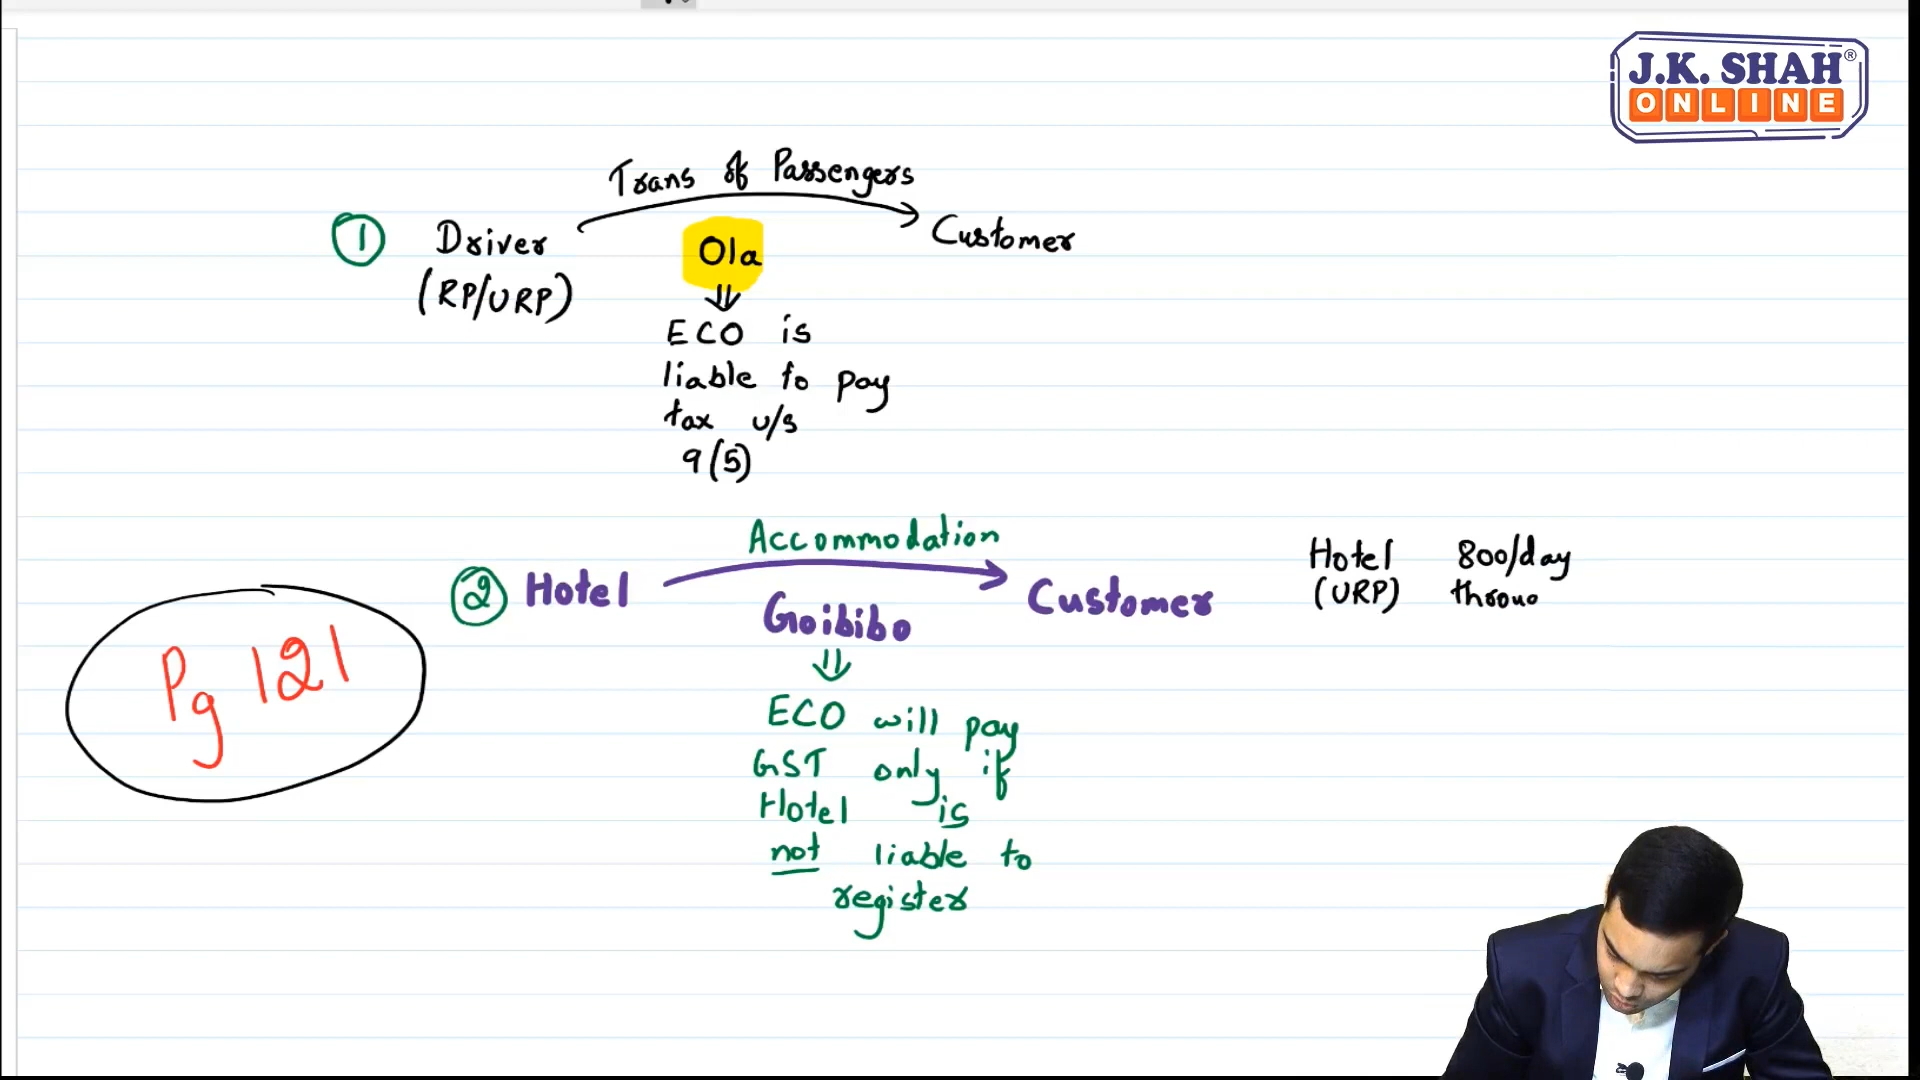 J.K. SHAH®
ONLINE
Trans of Passengers
1 Driver Ola Customer
(RP/URP)
ECO is
liable to pay
tax u/s
9(5)
Accommodation
2 Hotel Customer
Goibibo
ECO will pay
GST only if
Hotel is
not liable to
register
Hotel 800/day
(URP) throug
Pg 121